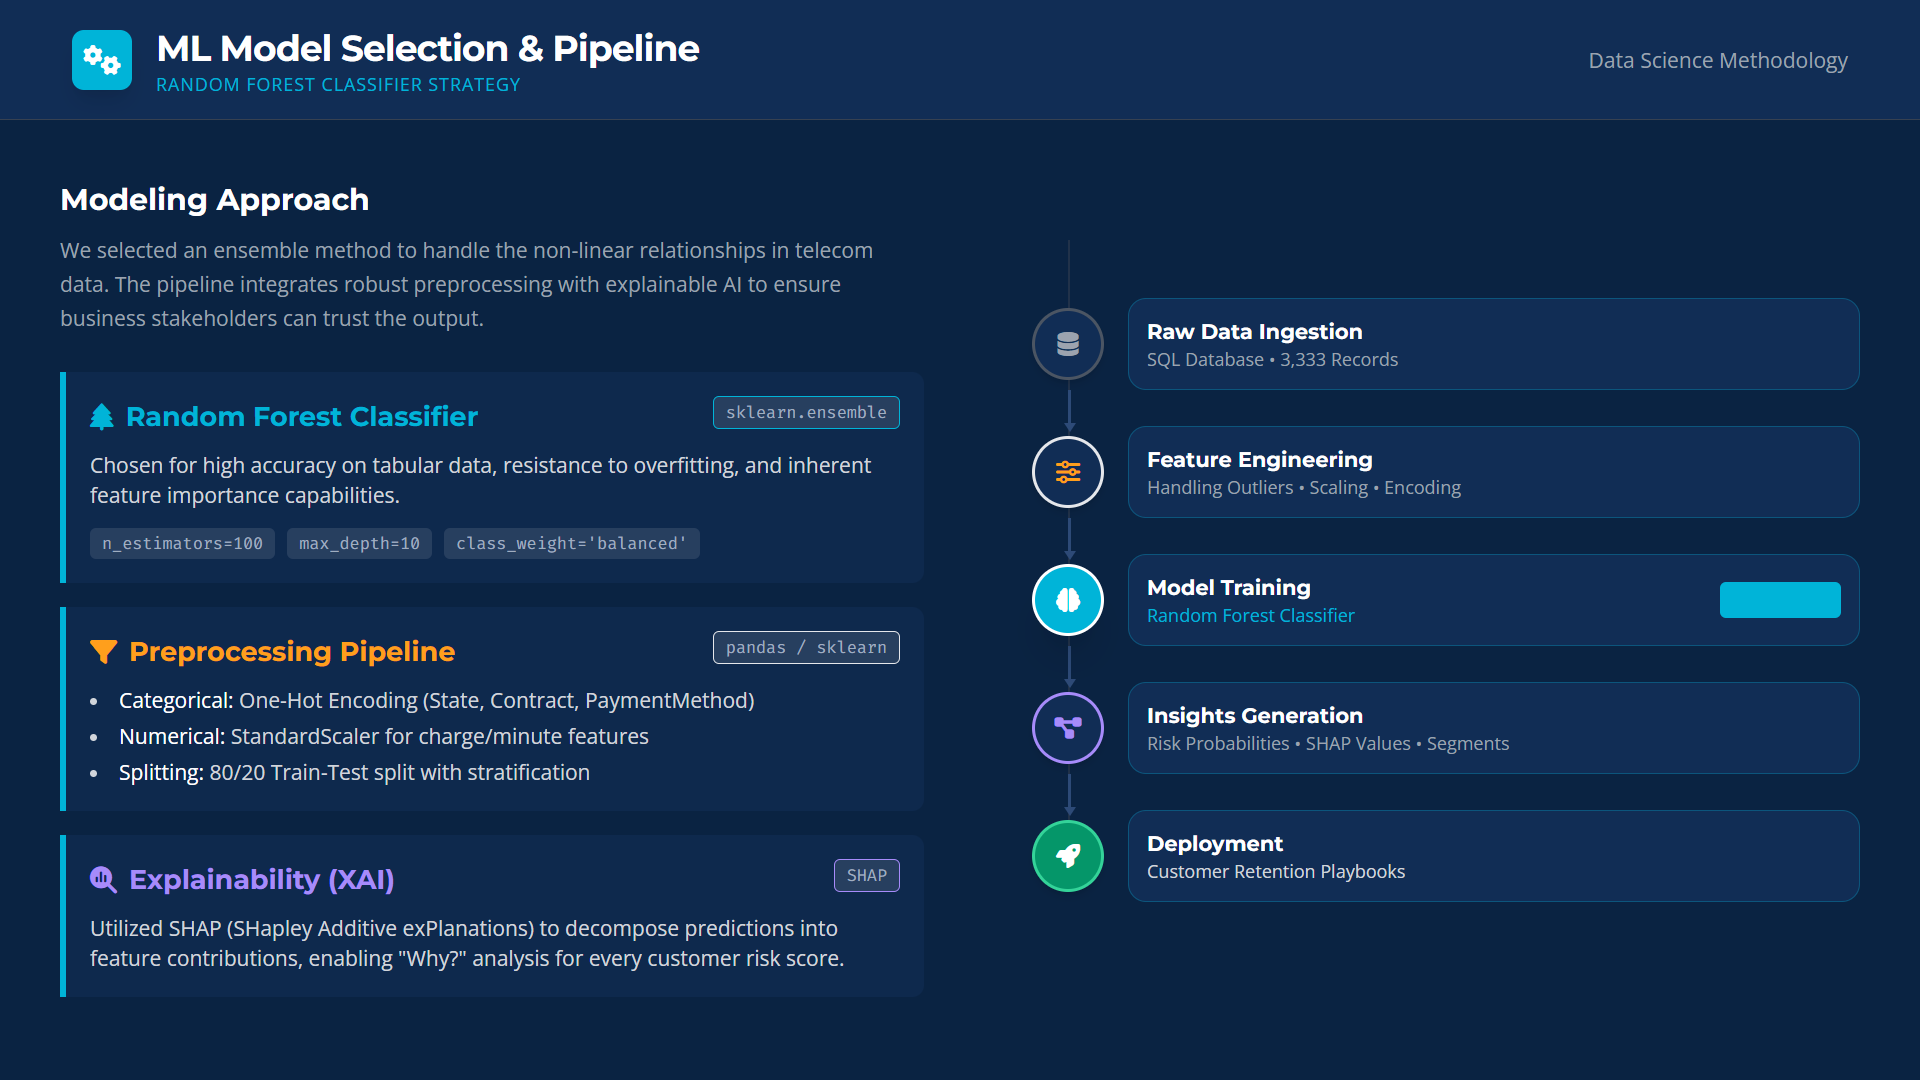 ML Model Selection & Pipeline
RANDOM FOREST CLASSIFIER STRATEGY
Data Science Methodology
Modeling Approach
We selected an ensemble method to handle the non-linear relationships in telecom
data. The pipeline integrates robust preprocessing with explainable AI to ensure
business stakeholders can trust the output.
Random Forest Classifier
sklearn.ensemble
Chosen for high accuracy on tabular data, resistance to overfitting, and inherent
feature importance capabilities.
n_estimators=100 max_depth=10 class_weight='balanced'
Preprocessing Pipeline
pandas / sklearn
• Categorical: One-Hot Encoding (State, Contract, PaymentMethod)
• Numerical: StandardScaler for charge/minute features
• Splitting: 80/20 Train-Test split with stratification
Explainability (XAI)
SHAP
Utilized SHAP (SHapley Additive exPlanations) to decompose predictions into
feature contributions, enabling "Why?" analysis for every customer risk score.
Raw Data Ingestion
SQL Database • 3,333 Records
Feature Engineering
Handling Outliers • Scaling • Encoding
Model Training
Random Forest Classifier
Insights Generation
Risk Probabilities • SHAP Values • Segments
Deployment
Customer Retention Playbooks